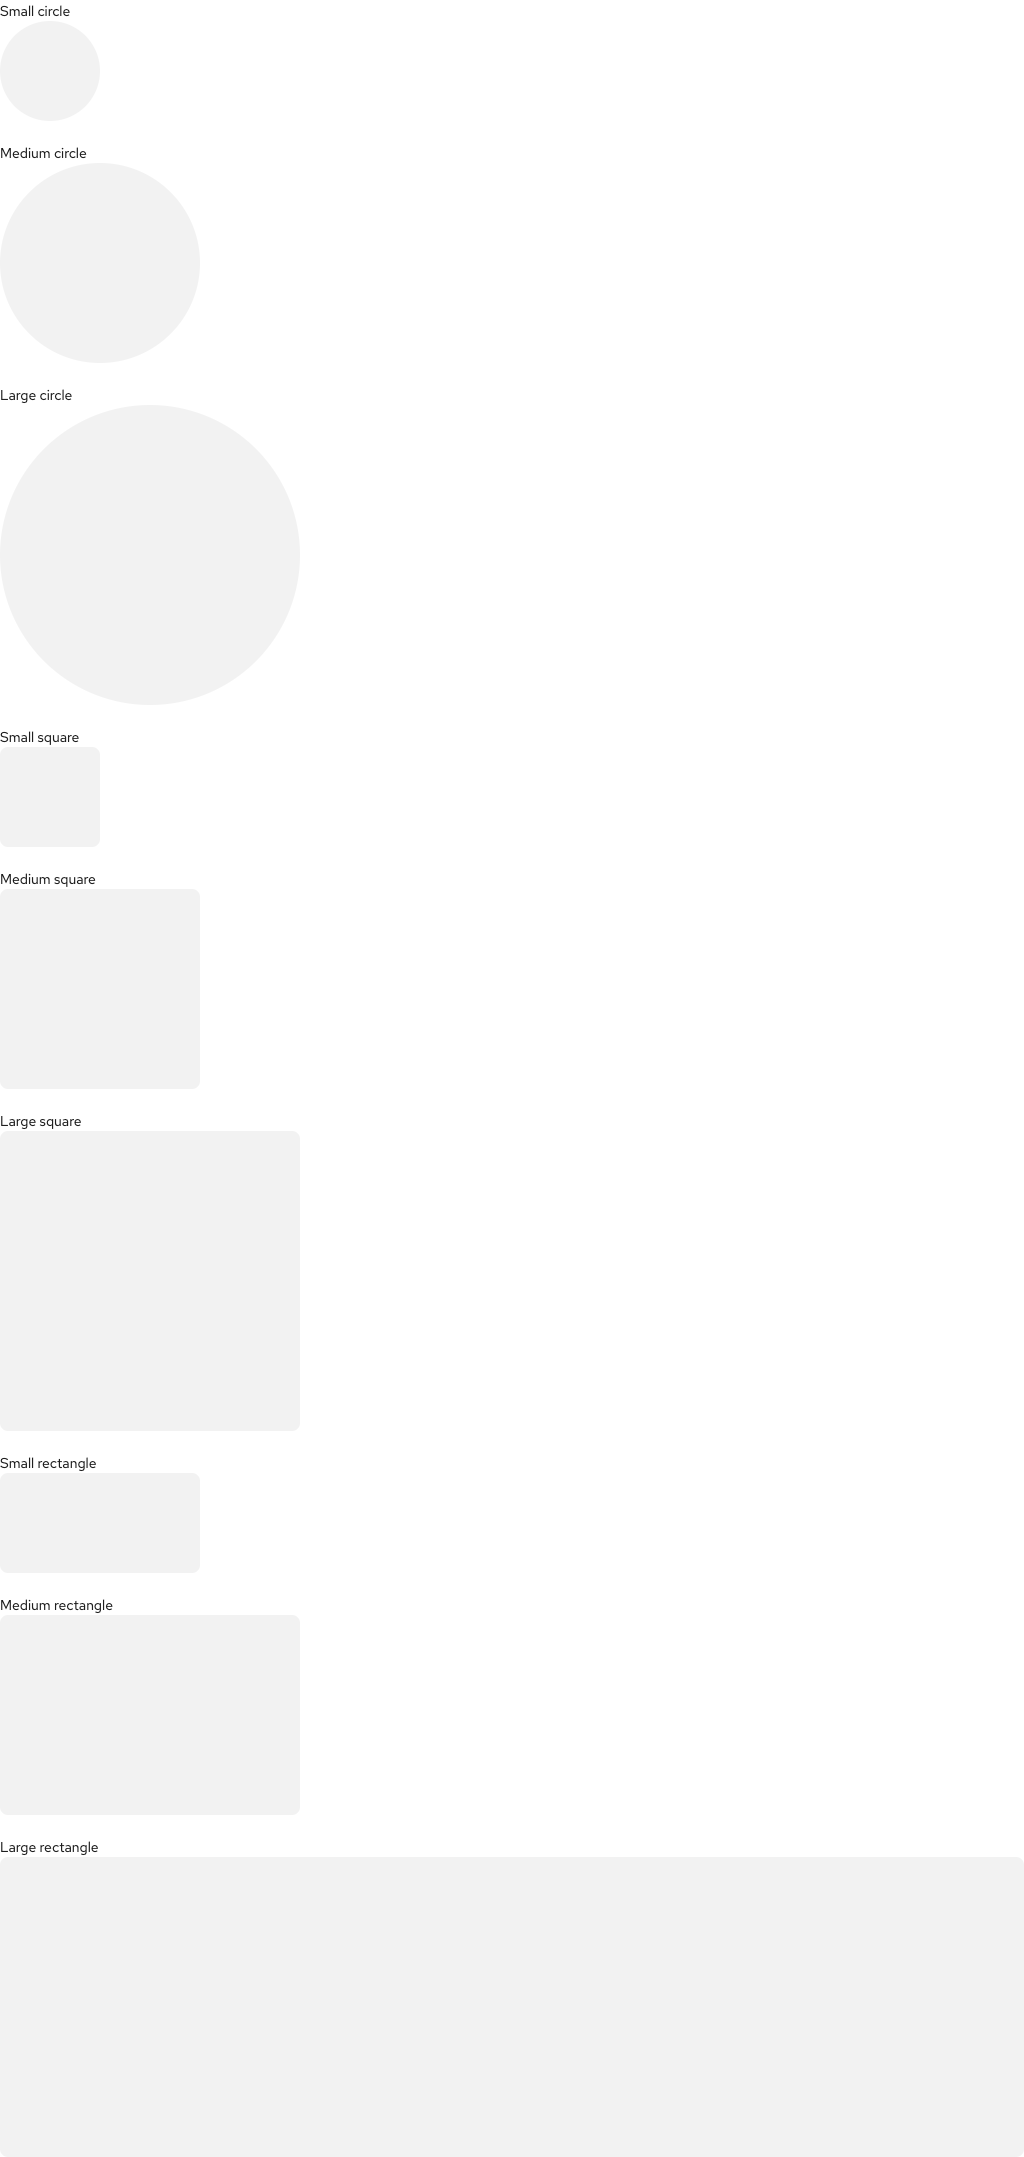 Small circle
Medium circle
Large circle
Small square
Medium square
Large square
Small rectangle
Medium rectangle
Large rectangle